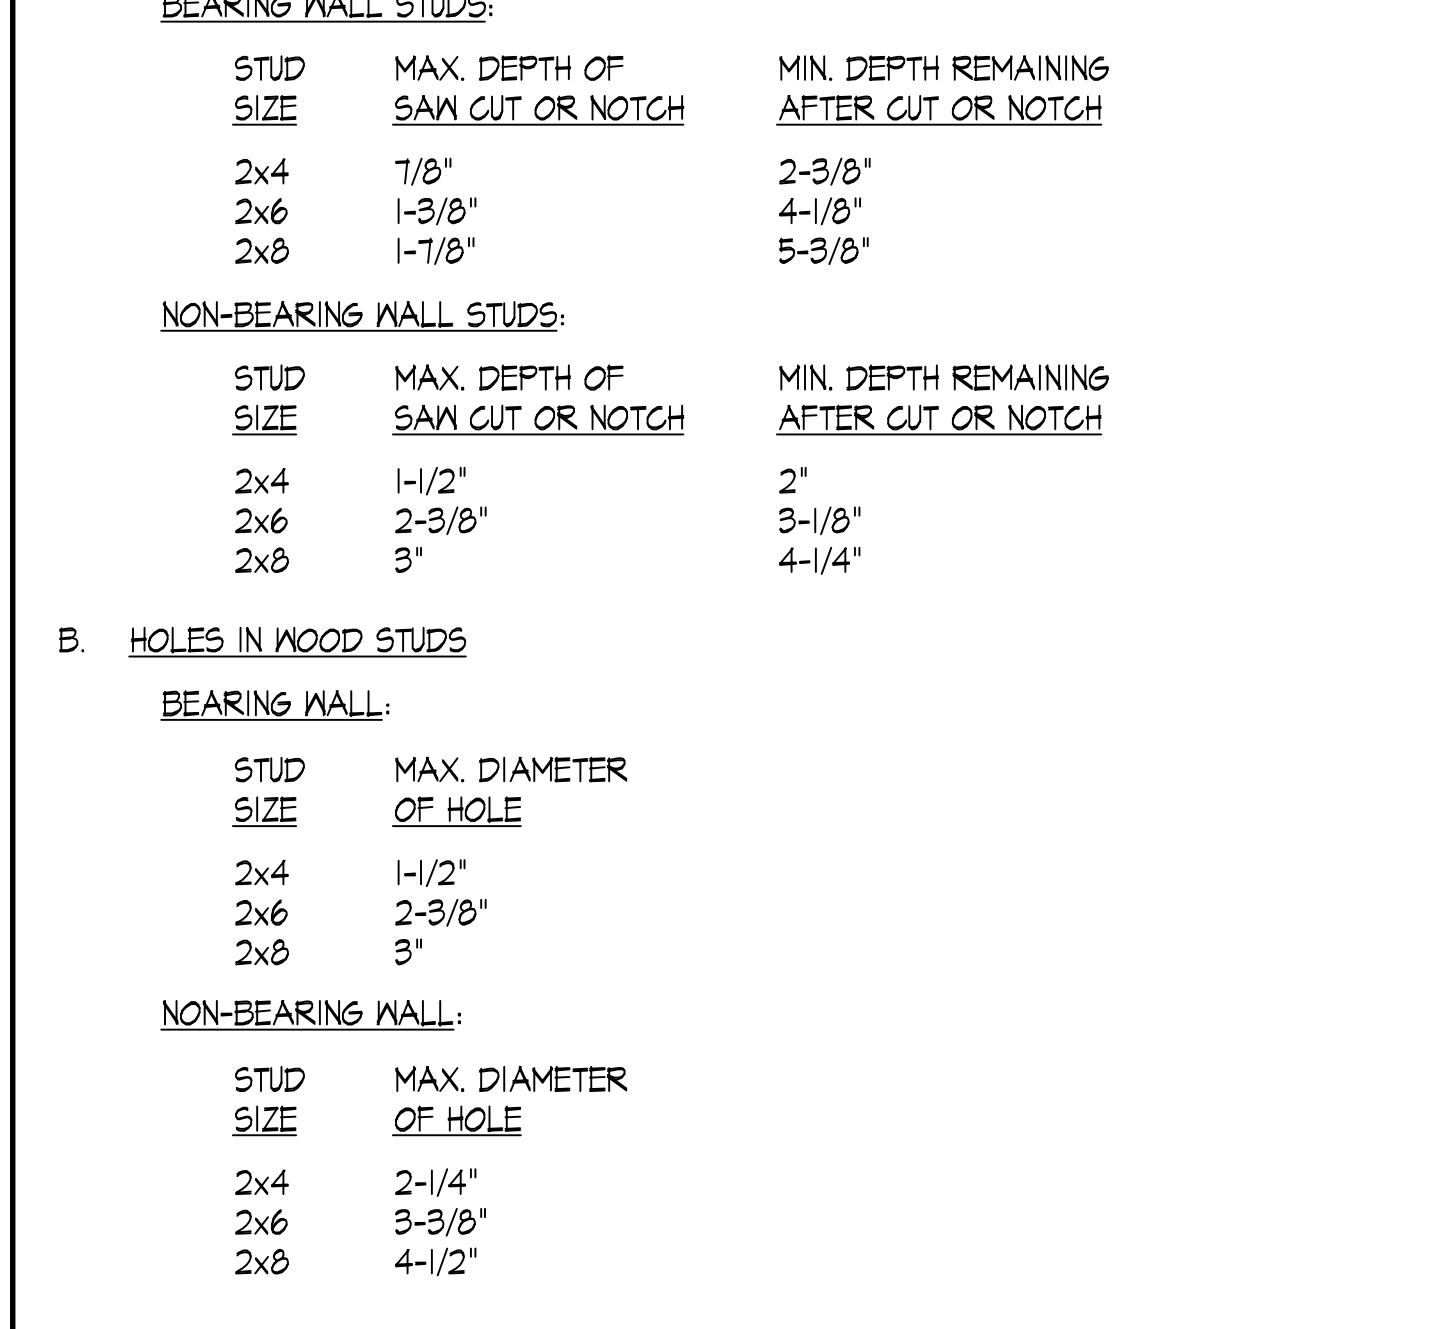 BEARING WALL STUDS:
STUD MAX. DEPTH OF MIN. DEPTH REMAINING
SIZE SAW CUT OR NOTCH AFTER CUT OR NOTCH
2x4 7/8" 2-3/8"
2x6 1-3/8" 4-1/8"
2x8 1-7/8" 5-3/8"
NON-BEARING WALL STUDS:
STUD MAX. DEPTH OF MIN. DEPTH REMAINING
SIZE SAW CUT OR NOTCH AFTER CUT OR NOTCH
2x4 1-1/2" 2"
2x6 2-3/8" 3-1/8"
2x8 3" 4-1/4"
B. HOLES IN WOOD STUDS
BEARING WALL:
STUD MAX. DIAMETER
SIZE OF HOLE
2x4 1-1/2"
2x6 2-3/8"
2x8 3"
NON-BEARING WALL:
STUD MAX. DIAMETER
SIZE OF HOLE
2x4 2-1/4"
2x6 3-3/8"
2x8 4-1/2"